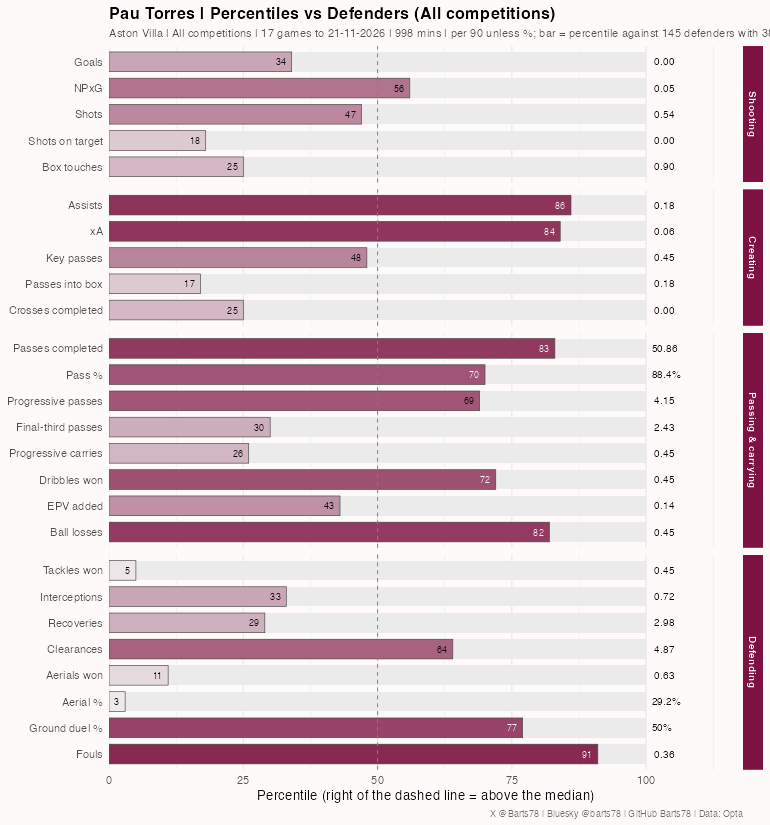 Pau Torres | Percentiles vs Defenders (All competitions)
Aston Villa | All competitions | 17 games to 21-11-2026 | 998 mins | per 90 unless %; bar = percentile against 145 defenders with
Goals 34 0.00
NPxG 56 0.05
Shots 47 0.54
Shots on target 18 0.00
Box touches 25 0.90
Shooting
Assists 86 0.18
xA 84 0.06
Key passes 48 0.45
Passes into box 17 0.18
Crosses completed 25 0.00
Creating
Passes completed 83 50.86
Pass % 70 88.4%
Progressive passes 69 4.15
Final-third passes 30 2.43
Progressive carries 26 0.45
Dribbles won 72 0.45
EPV added 43 0.14
Ball losses 82 0.45
Passing & carrying
Tackles won 5 0.45
Interceptions 33 0.72
Recoveries 29 2.98
Clearances 64 4.87
Aerials won 11 0.63
Aerial % 3 29.2%
Ground duel % 77 50%
Fouls 91 0.36
Defending
0 25 50 75 100
Percentile (right of the dashed line = above the median)
X @Barts78 | Bluesky @barts78 | GitHub Barts78 | Data: Opta